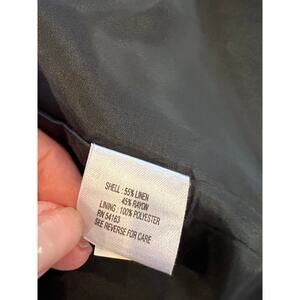 SHELL : 55% LINEN
45% RAYON
LINING : 100% POLYESTER
RN 54163
SEE REVERSE FOR CARE